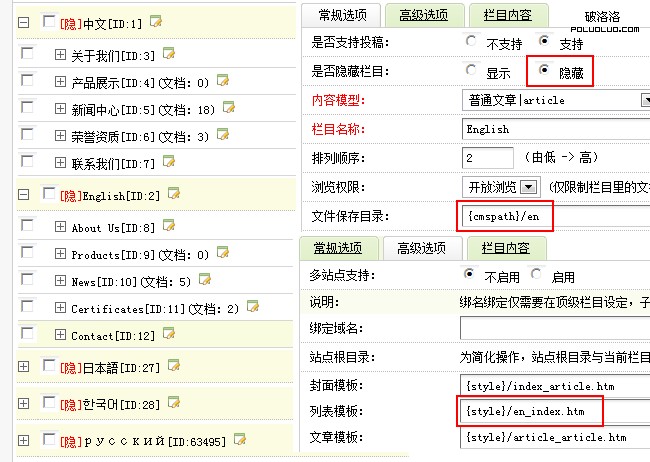 [隐]中文[ID:1]
关于我们[ID:3]
产品展示[ID:4](文档：0)
新闻中心[ID:5](文档：18)
荣誉资质[ID:6](文档：3)
联系我们[ID:7]
[隐]English[ID:2]
About Us[ID:8]
Products[ID:9](文档：0)
News[ID:10](文档：5)
Certificates[ID:11](文档：2)
Contact[ID:12]
[隐]日本語[ID:27]
[隐]한국어[ID:28]
[隐]русский[ID:63495]
常规选项 高级选项 栏目内容 破洛洛
POLUOLUO.COM
是否支持投稿： 不支持 支持
是否隐藏栏目： 显示 隐藏
内容模型： 普通文章|article
栏目名称： English
排列顺序： 2 (由低 -> 高)
浏览权限： 开放浏览 (仅限制栏目里的文
文件保存目录： {cmspath}/en
常规选项 高级选项 栏目内容
多站点支持： 不启用 启用
说明： 绑名绑定仅需要在顶级栏目设定，子
绑定域名：
站点根目录： 为简化操作，站点根目录与当前栏目
封面模板： {style}/index_article.htm
列表模板： {style}/en_index.htm
文章模板： {style}/article_article.htm